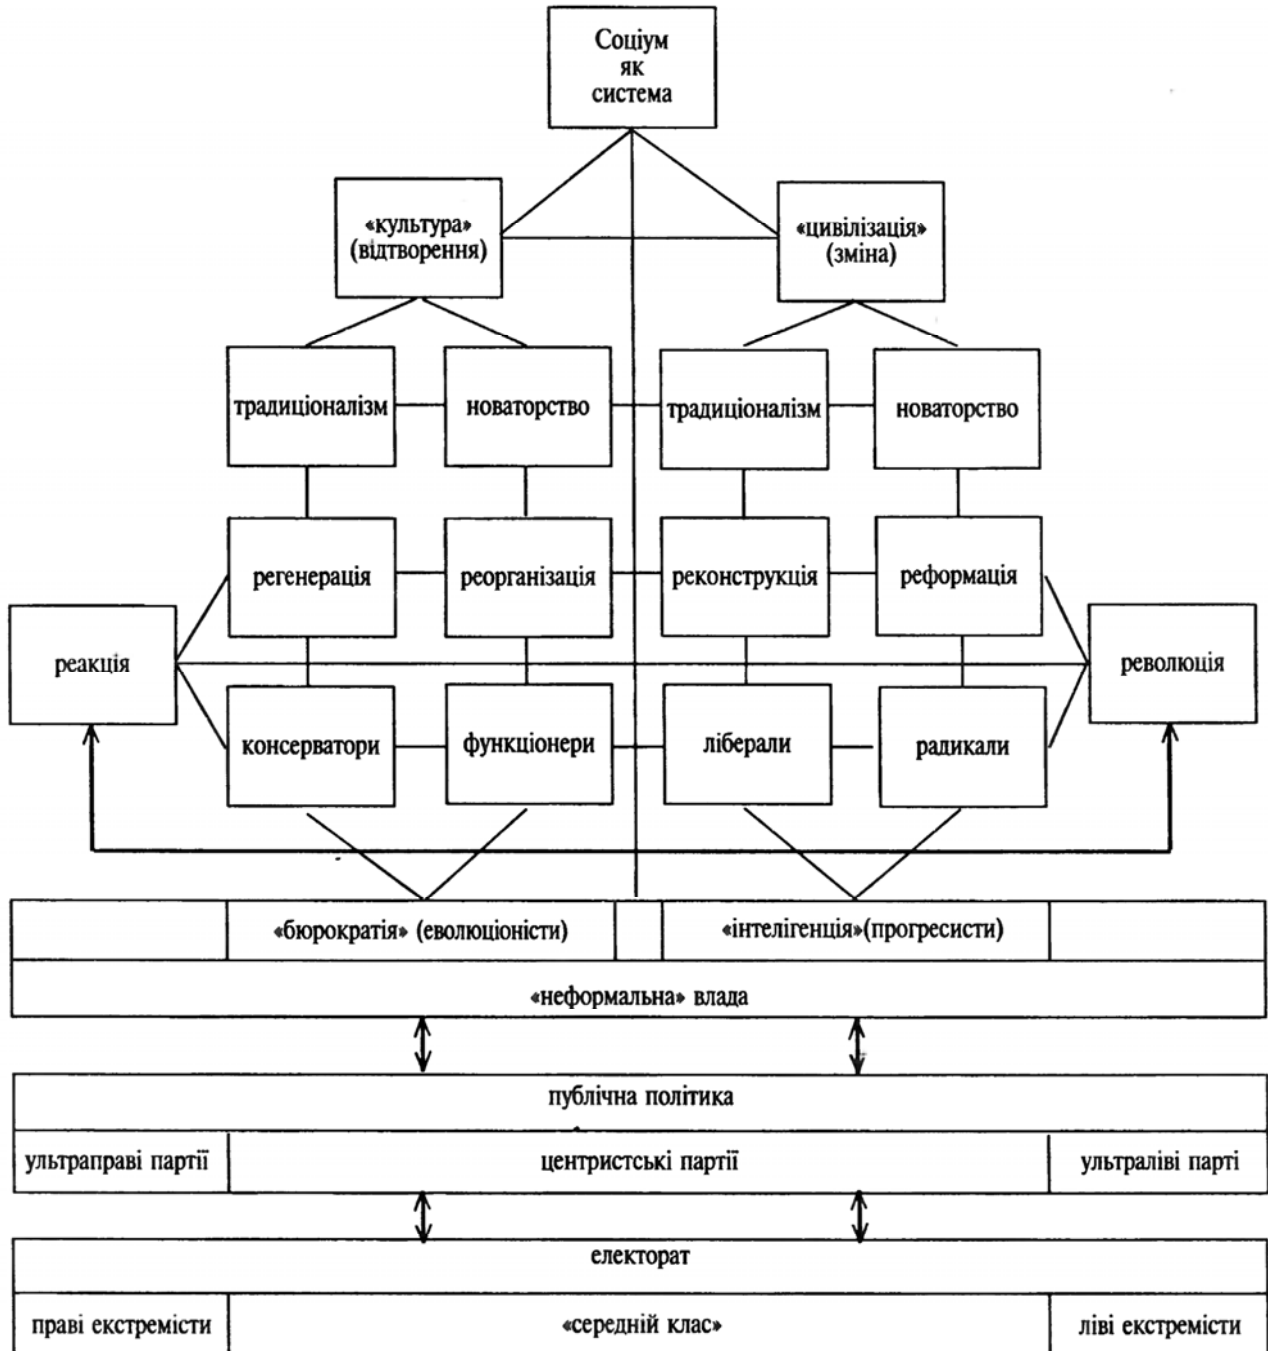 Соціум
як
система
«культура»
(відтворення)
«цивілізація»
(зміна)
традиціоналізм
новаторство
традиціоналізм
новаторство
регенерація
реорганізація
реконструкція
реформація
реакція
революція
консерватори
функціонери
ліберали
радикали
«бюрократія» (еволюціоністи)
«інтелігенція»(прогресисти)
«неформальна» влада
публічна політика
ультраправі партії
центристські партії
ультраліві парті
електорат
праві екстремісти
«середній клас»
ліві екстремісти